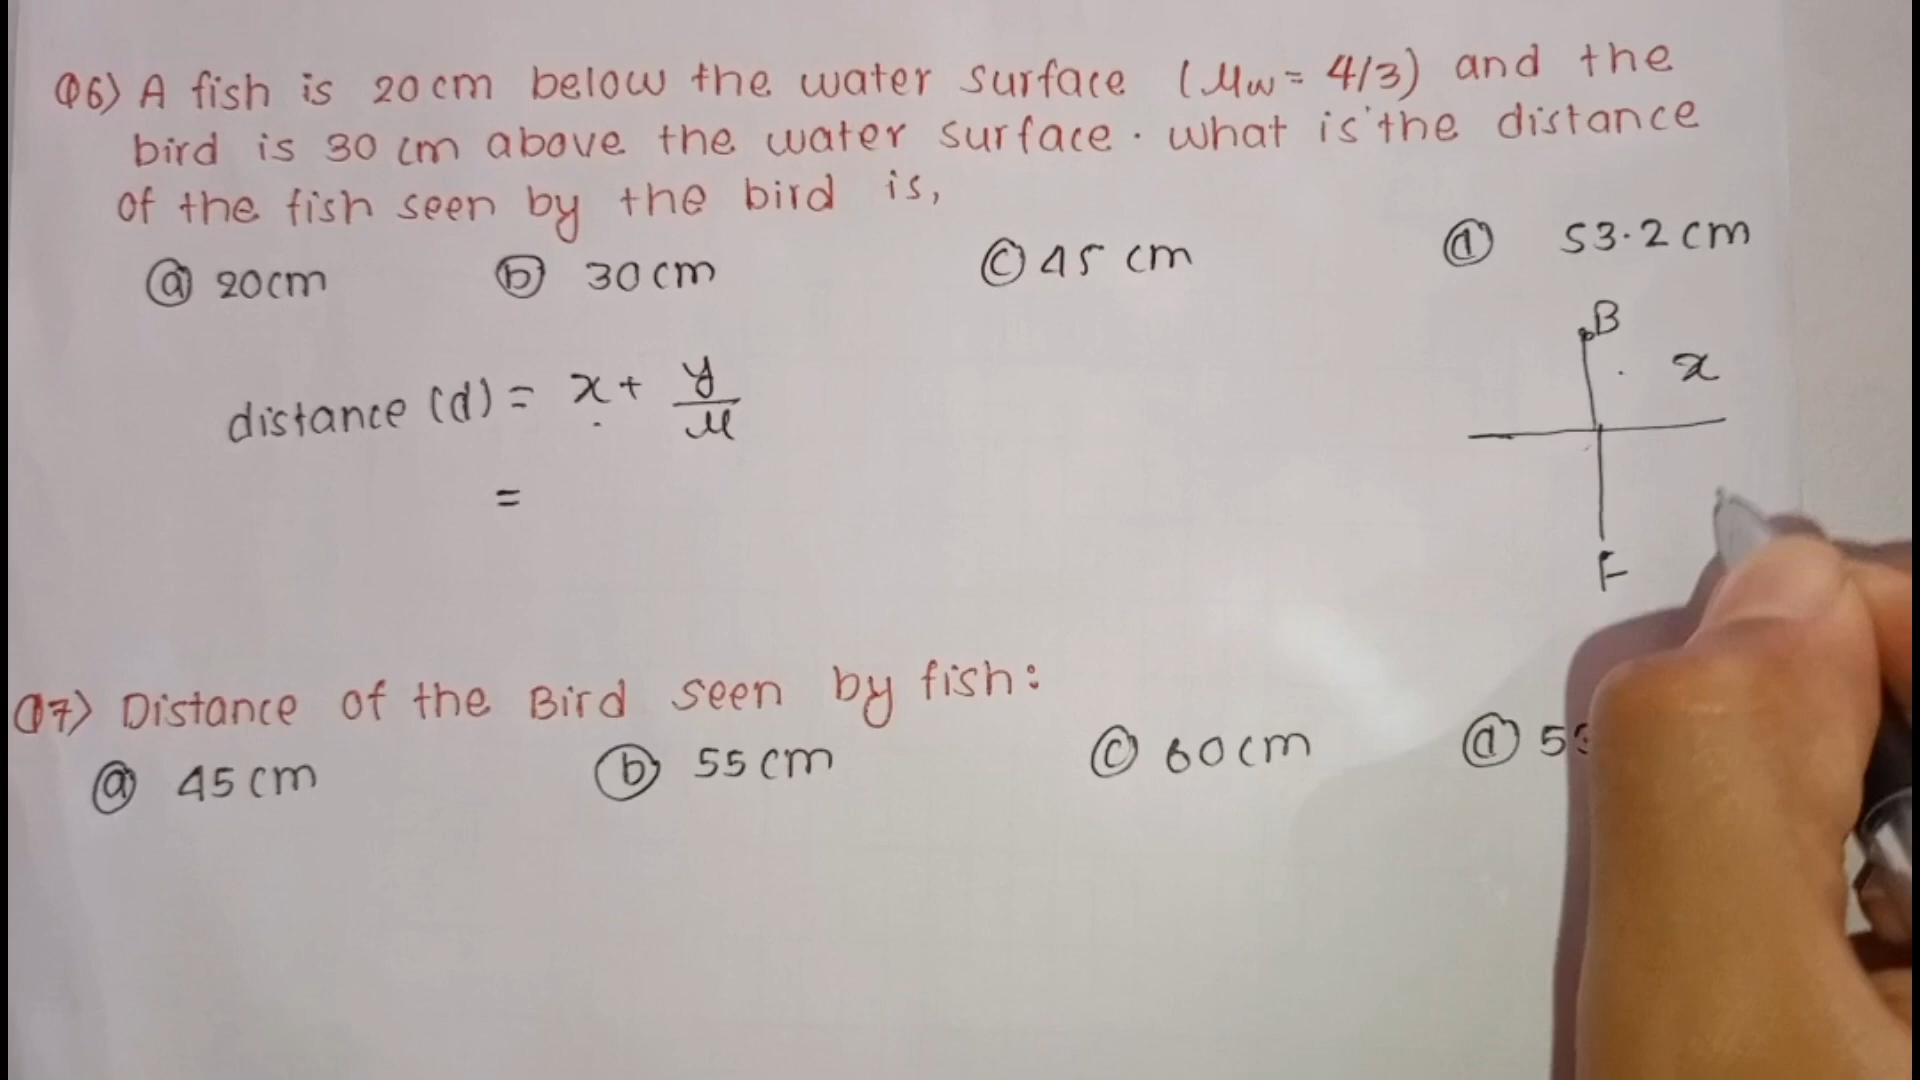 Q6) A fish is 20 cm below the water surface (μw = 4/3) and the
bird is 30 cm above the water surface. what is the distance
of the fish seen by the bird is,
ⓐ 20cm ⓑ 30 cm ⓒ 45 cm ⓓ 53.2 cm
B
x
distance (d) = x + y/μ
=
F
Q7) Distance of the Bird seen by fish:
ⓐ 45 cm ⓑ 55 cm ⓒ 60 cm ⓓ